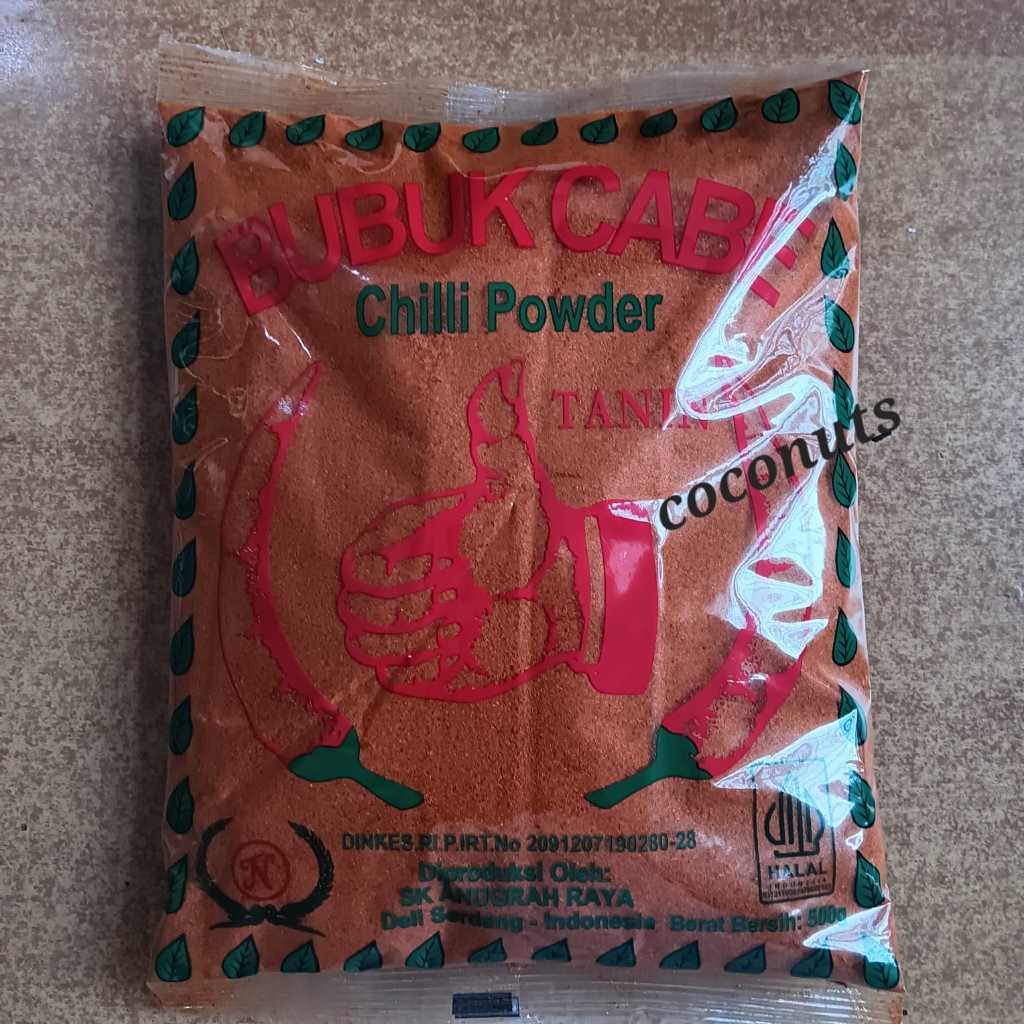 BUBUK CABE
Chilli Powder
coconuts
DINKES.RI.P.IRT.No 2091207190280-28
Diproduksi Oleh:
SK ANUGRAH RAYA
Deli Serdang - Indonesia Berat Bersih: 500g
N
HALAL
INDONESIA